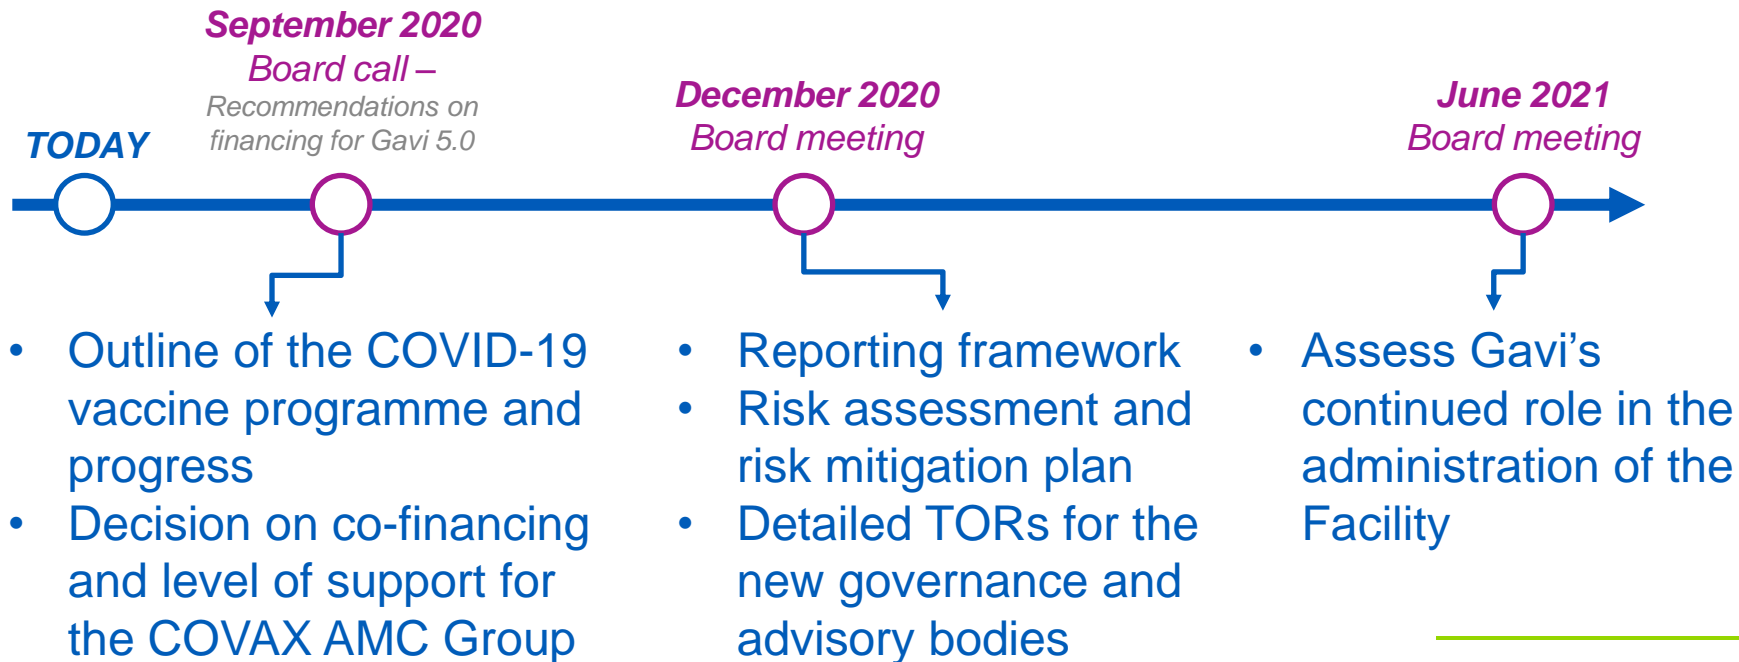 September 2020
Board call –
Recommendations on
financing for Gavi 5.0
TODAY
December 2020
Board meeting
June 2021
Board meeting
• Outline of the COVID-19
vaccine programme and
progress
• Decision on co-financing
and level of support for
the COVAX AMC Group
• Reporting framework
• Risk assessment and
risk mitigation plan
• Detailed TORs for the
new governance and
advisory bodies
• Assess Gavi’s
continued role in the
administration of the
Facility